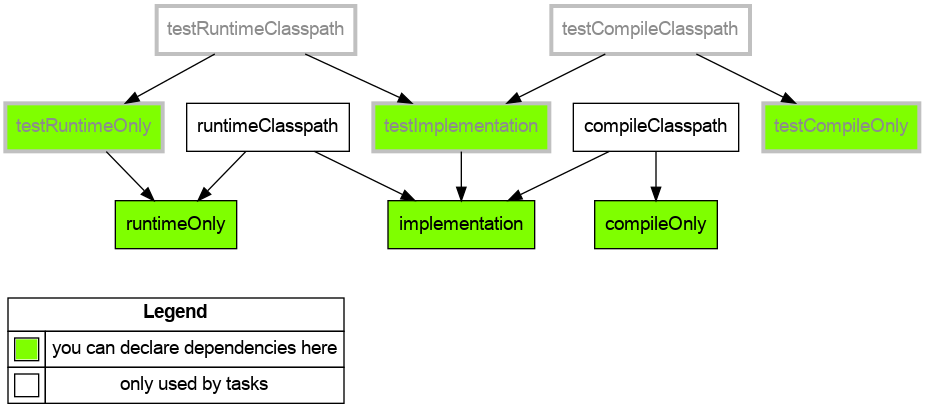 testRuntimeClasspath
testCompileClasspath
testRuntimeOnly
runtimeClasspath
testImplementation
compileClasspath
testCompileOnly
runtimeOnly
implementation
compileOnly
Legend
you can declare dependencies here
only used by tasks